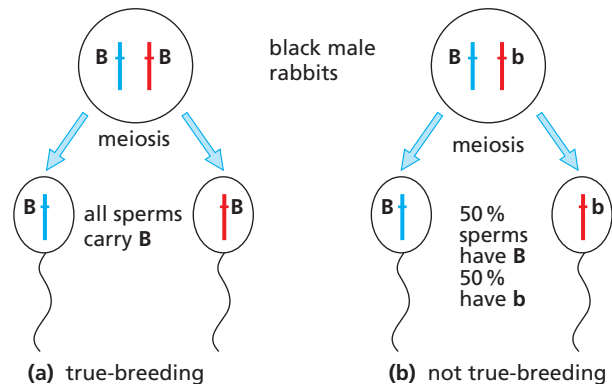 B B
black male
rabbits
B b
meiosis
meiosis
B
all sperms
carry B
B
B
50 %
sperms
have B
50 %
have b
b
(a) true-breeding
(b) not true-breeding